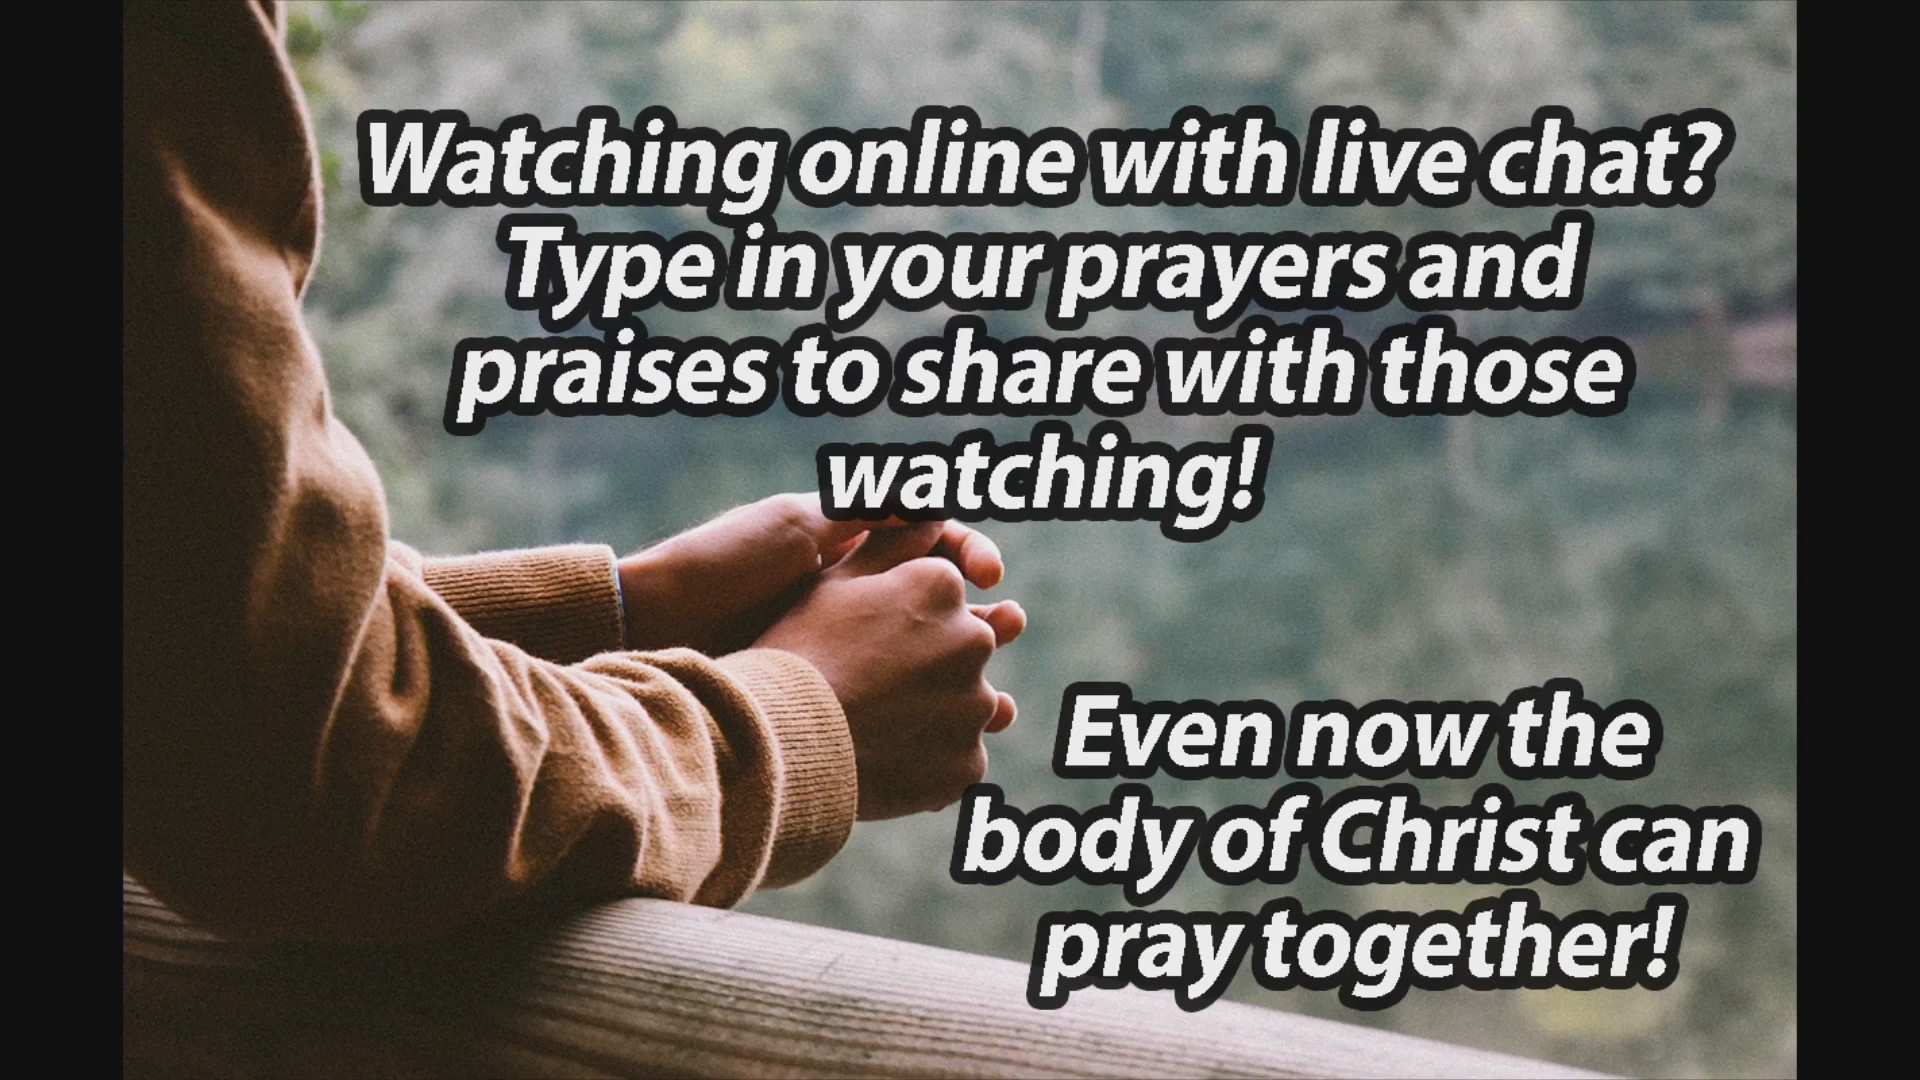 Watching online with live chat?
Type in your prayers and
praises to share with those
watching!
Even now the
body of Christ can
pray together!